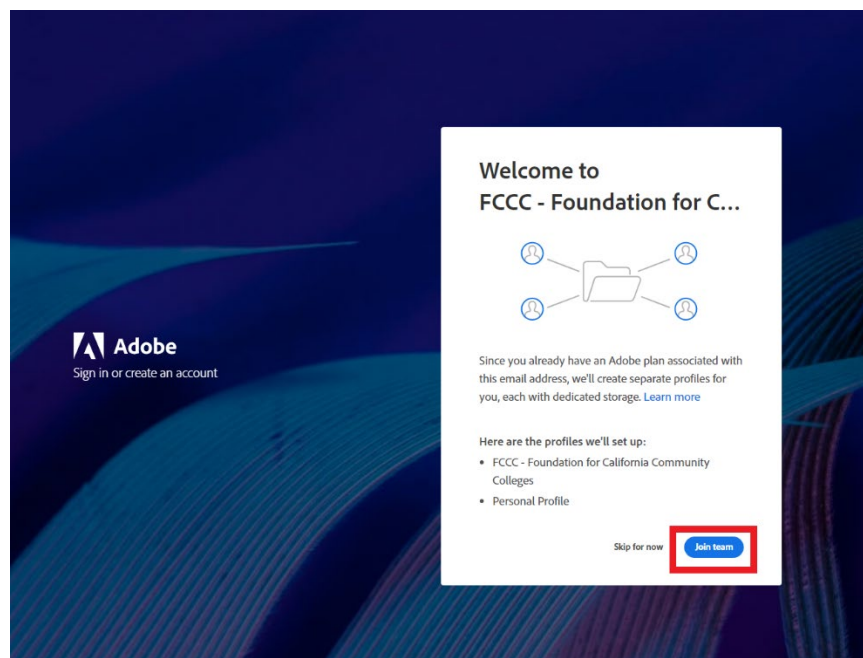 Adobe
Sign in or create an account
Welcome to
FCCC - Foundation for C...
Since you already have an Adobe plan associated with
this email address, we'll create separate profiles for
you, each with dedicated storage. Learn more
Here are the profiles we'll set up:
• FCCC - Foundation for California Community
Colleges
• Personal Profile
Skip for now Join team